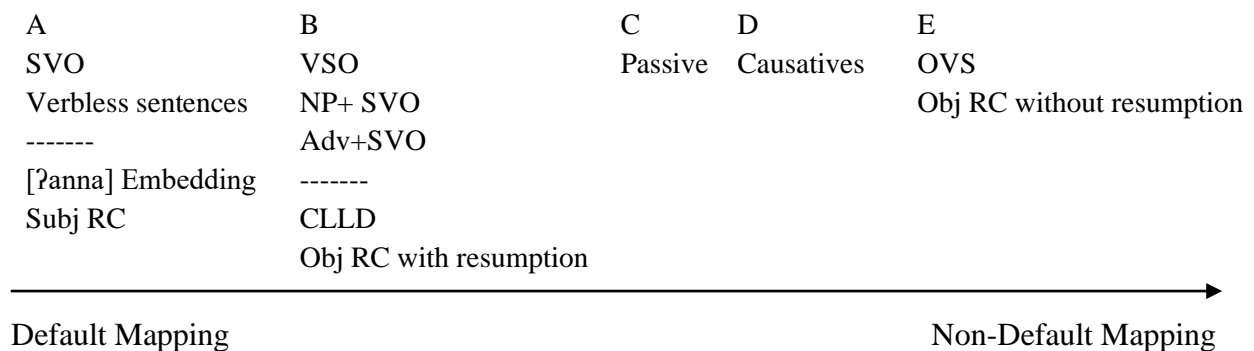 A B C D E
SVO VSO Passive Causatives OVS
Verbless sentences NP+ SVO Obj RC without resumption
------- Adv+SVO
[ʔanna] Embedding -------
Subj RC CLLD
Obj RC with resumption
Default Mapping Non-Default Mapping